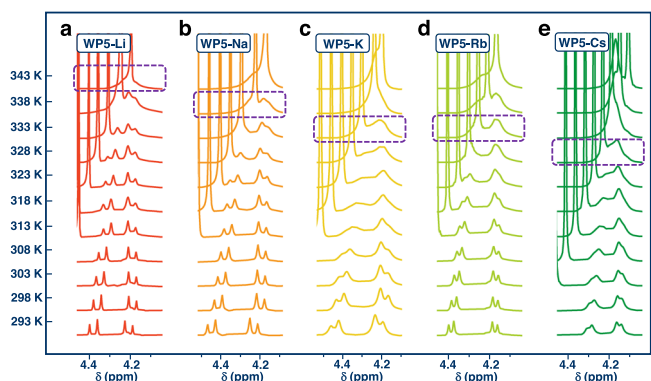 a b c d e
WP5-Li WP5-Na WP5-K WP5-Rb WP5-Cs
343 K
338 K
333 K
328 K
323 K
318 K
313 K
308 K
303 K
298 K
293 K
4.4 4.2 4.4 4.2 4.4 4.2 4.4 4.2 4.4 4.2
δ (ppm) δ (ppm) δ (ppm) δ (ppm) δ (ppm)